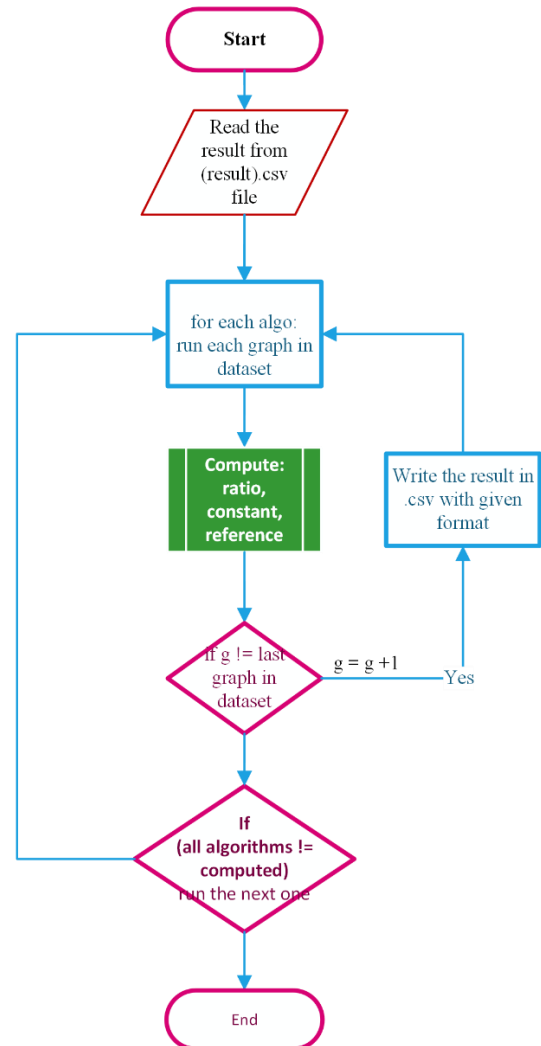 Start
Read the
result from
(result).csv
file
for each algo:
run each graph in
dataset
Compute:
ratio,
constant,
reference
Write the result in
.csv with given
format
if g != last
graph in
dataset
g = g +1
Yes
If
(all algorithms !=
computed)
run the next one
End